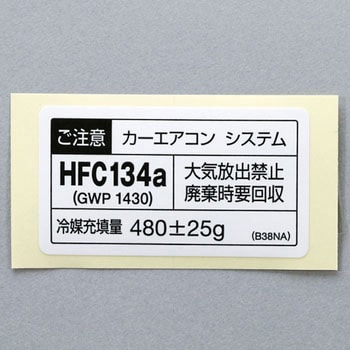 ご注意 カーエアコン システム
HFC134a
(GWP 1430)
大気放出禁止
廃棄時要回収
冷媒充填量 480±25g
(B38NA)